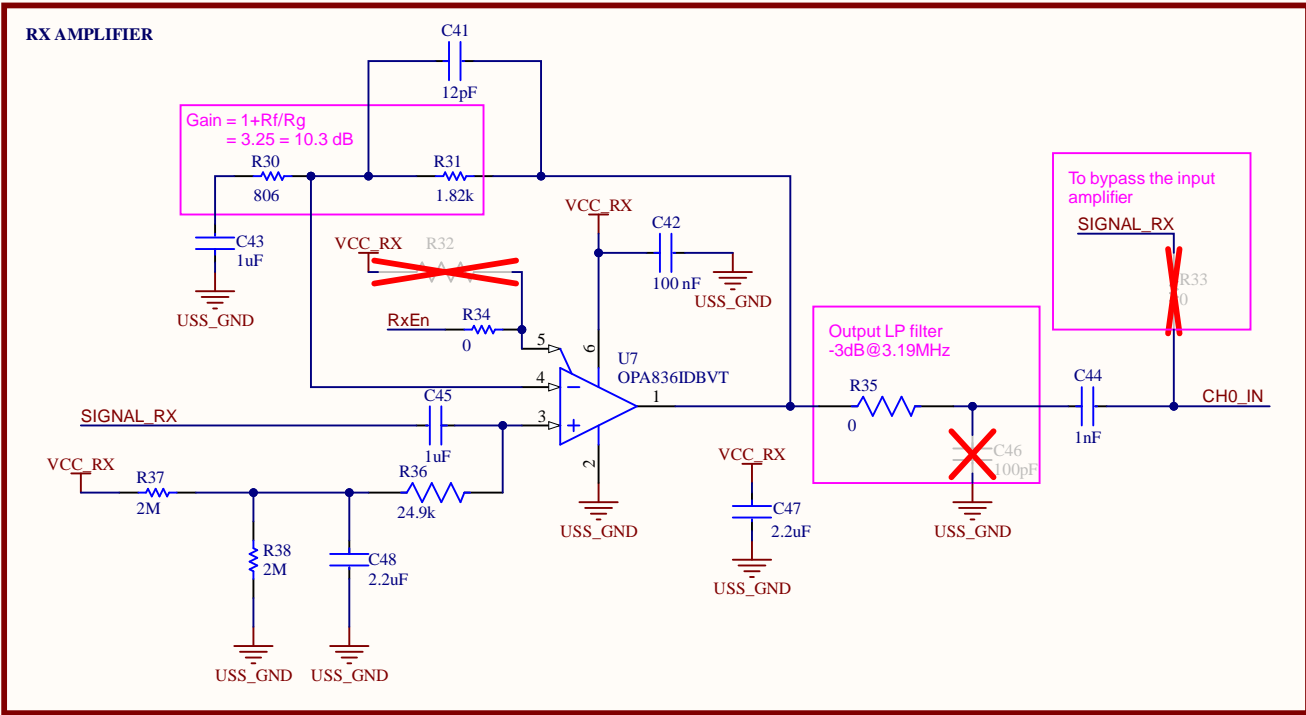 RX AMPLIFIER
C41
12pF
Gain = 1+Rf/Rg
= 3.25 = 10.3 dB
R30
806
R31
1.82k
C43
1uF
USS_GND
VCC_RX
R32
RxEn
R34
0
VCC_RX
C42
100 nF
USS_GND
5
6
4
3
1
2
U7
OPA836IDBVT
USS_GND
SIGNAL_RX
C45
1uF
VCC_RX
R37
2M
R36
24.9k
R38
2M
C48
2.2uF
USS_GND
USS_GND
VCC_RX
C47
2.2uF
USS_GND
Output LP filter
-3dB@3.19MHz
R35
0
C46
100pF
USS_GND
C44
1nF
To bypass the input
amplifier
SIGNAL_RX
R33
0
CH0_IN